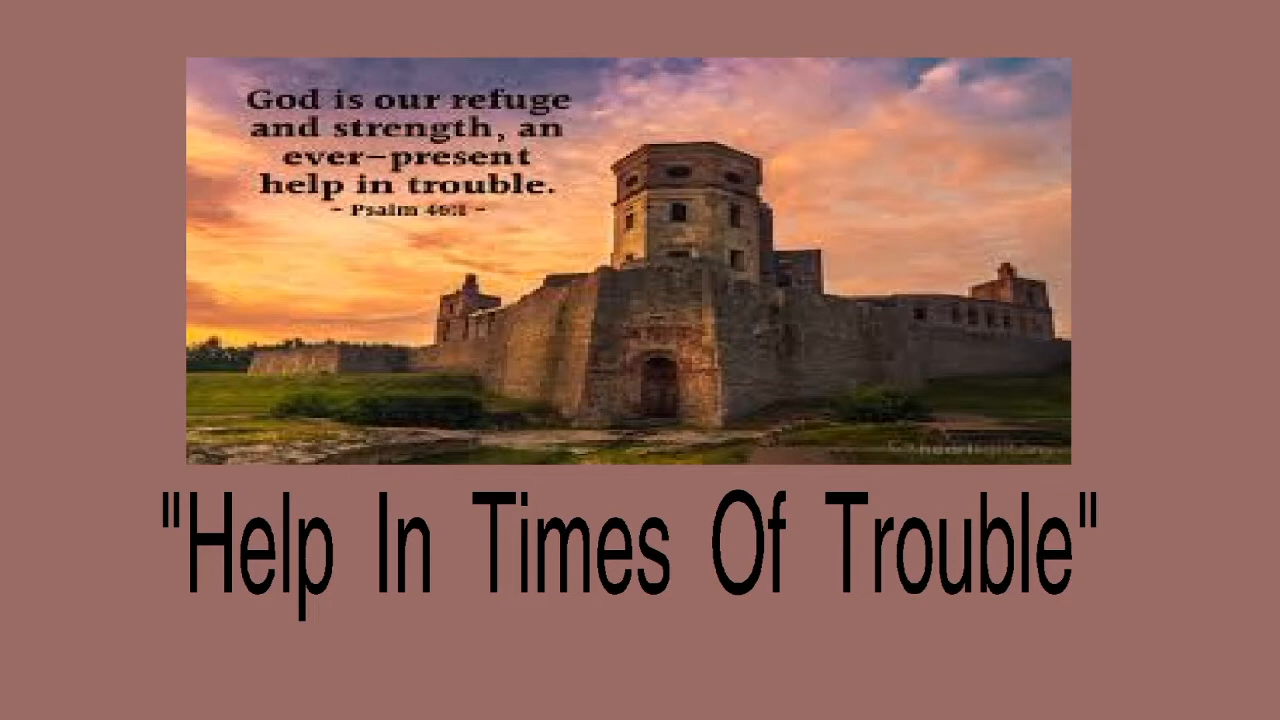 God is our refuge
and strength, an
ever-present
help in trouble.
- Psalm 46:1 -
"Help In Times Of Trouble"